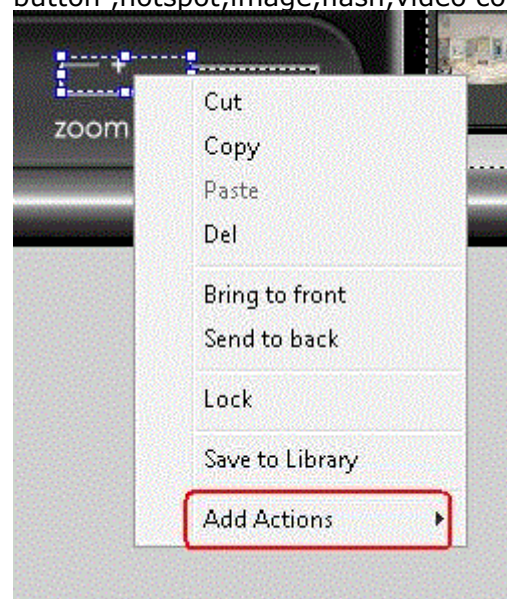 button ,hotspot,image,flash,video co
zoom
Cut
Copy
Paste
Del
Bring to front
Send to back
Lock
Save to Library
Add Actions